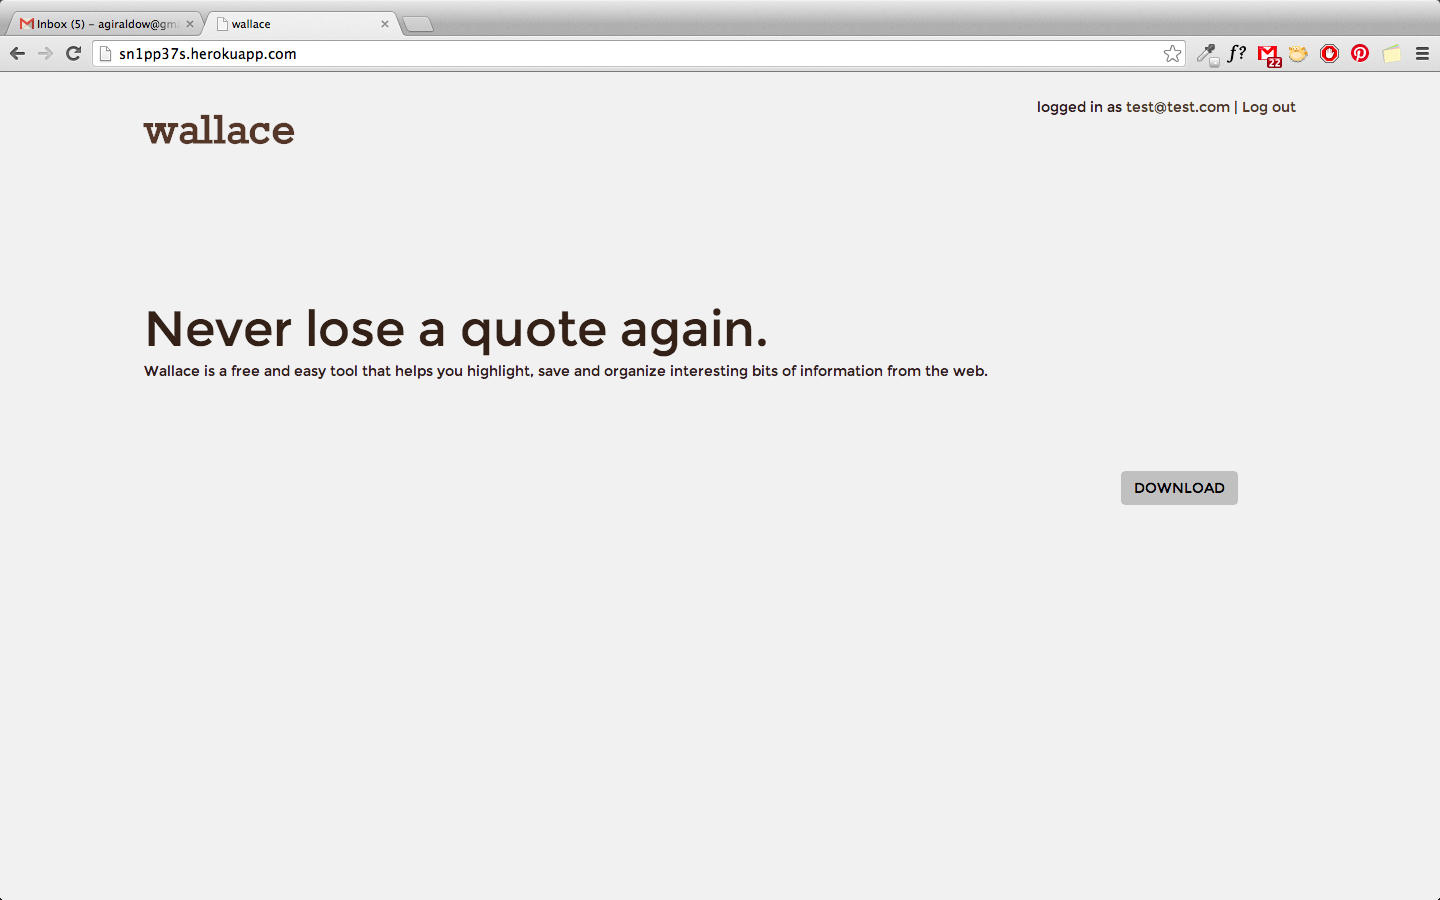 Inbox (5) – agiraldow@gm
wallace
sn1pp37s.herokuapp.com
f?
22
logged in as test@test.com | Log out
wallace
Never lose a quote again.
Wallace is a free and easy tool that helps you highlight, save and organize interesting bits of information from the web.
DOWNLOAD